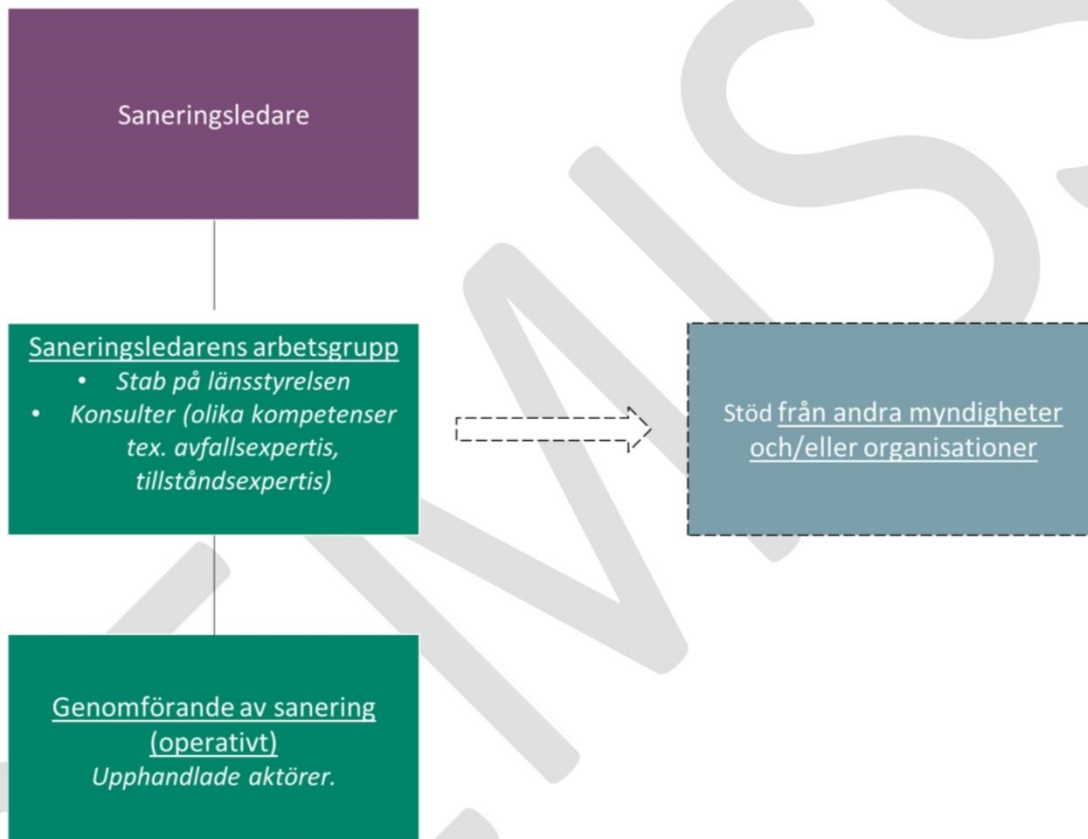 Saneringsledare
Saneringsledarens arbetsgrupp
• Stab på länsstyrelsen
• Konsulter (olika kompetenser
tex. avfallsexpertis,
tillståndsexpertis)
Stöd från andra myndigheter
och/eller organisationer
Genomförande av sanering
(operativt)
Upphandlade aktörer.